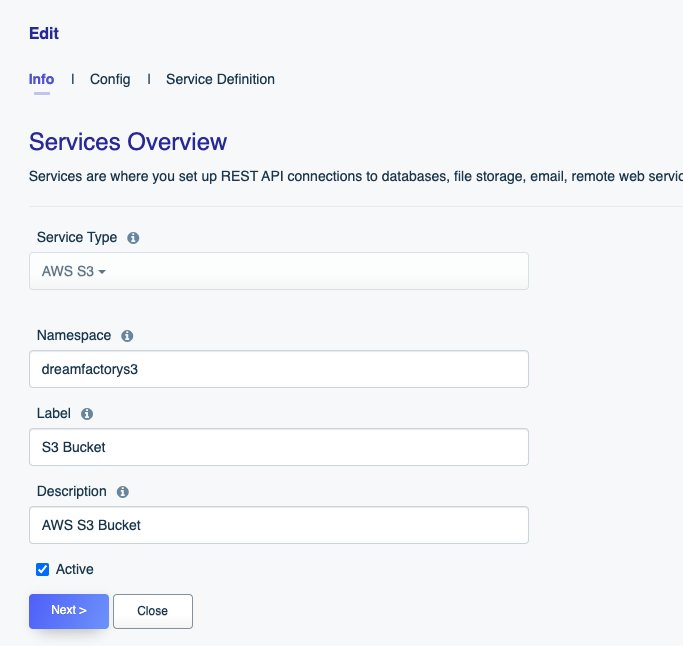 Edit
Info | Config | Service Definition
Services Overview
Services are where you set up REST API connections to databases, file storage, email, remote web
Service Type
AWS S3
Namespace
dreamfactorys3
Label
S3 Bucket
Description
AWS S3 Bucket
Active
Next >
Close